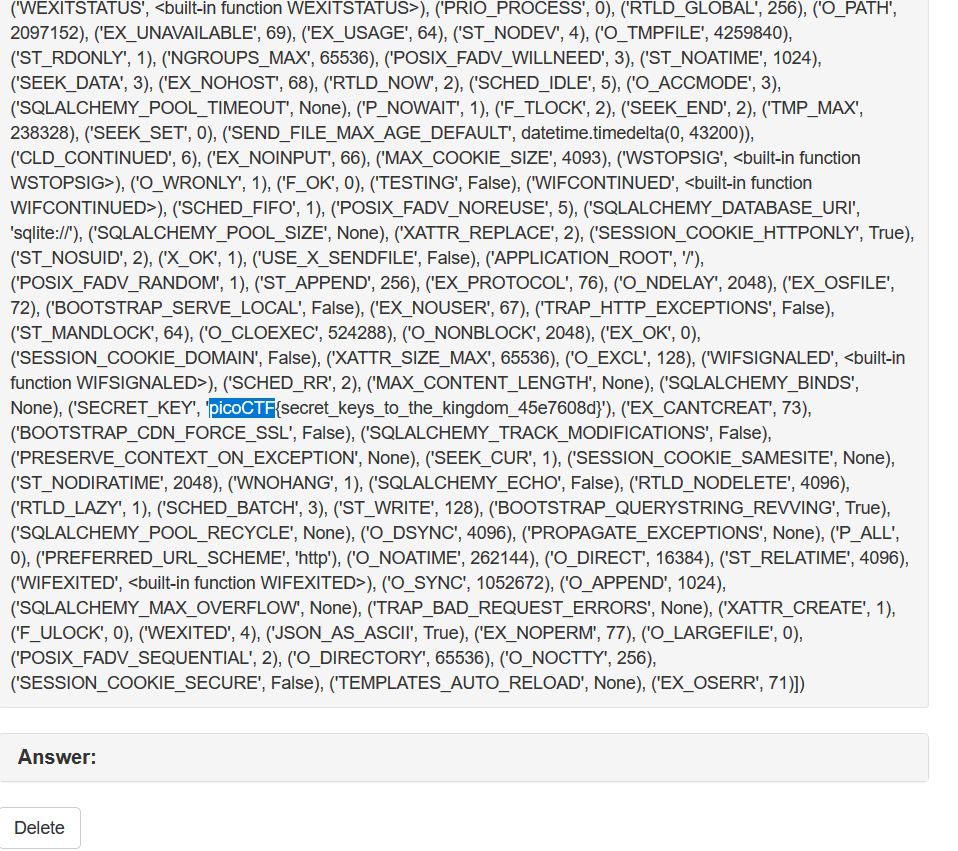 ('WEXITSTATUS', <built-in function WEXITSTATUS>), ('PRIO_PROCESS', 0), ('RTLD_GLOBAL', 256), ('O_PATH',
2097152), ('EX_UNAVAILABLE', 69), ('EX_USAGE', 64), ('ST_NODEV', 4), ('O_TMPFILE', 4259840),
('ST_RDONLY', 1), ('NGROUPS_MAX', 65536), ('POSIX_FADV_WILLNEED', 3), ('ST_NOATIME', 1024),
('SEEK_DATA', 3), ('EX_NOHOST', 68), ('RTLD_NOW', 2), ('SCHED_IDLE', 5), ('O_ACCMODE', 3),
('SQLALCHEMY_POOL_TIMEOUT', None), ('P_NOWAIT', 1), ('F_TLOCK', 2), ('SEEK_END', 2), ('TMP_MAX',
238328), ('SEEK_SET', 0), ('SEND_FILE_MAX_AGE_DEFAULT', datetime.timedelta(0, 43200)),
('CLD_CONTINUED', 6), ('EX_NOINPUT', 66), ('MAX_COOKIE_SIZE', 4093), ('WSTOPSIG', <built-in function
WSTOPSIG>), ('O_WRONLY', 1), ('F_OK', 0), ('TESTING', False), ('WIFCONTINUED', <built-in function
WIFCONTINUED>), ('SCHED_FIFO', 1), ('POSIX_FADV_NOREUSE', 5), ('SQLALCHEMY_DATABASE_URI',
'sqlite://'), ('SQLALCHEMY_POOL_SIZE', None), ('XATTR_REPLACE', 2), ('SESSION_COOKIE_HTTPONLY', True),
('ST_NOSUID', 2), ('X_OK', 1), ('USE_X_SENDFILE', False), ('APPLICATION_ROOT', '/'),
('POSIX_FADV_RANDOM', 1), ('ST_APPEND', 256), ('EX_PROTOCOL', 76), ('O_NDELAY', 2048), ('EX_OSFILE',
72), ('BOOTSTRAP_SERVE_LOCAL', False), ('EX_NOUSER', 67), ('TRAP_HTTP_EXCEPTIONS', False),
('ST_MANDLOCK', 64), ('O_CLOEXEC', 524288), ('O_NONBLOCK', 2048), ('EX_OK', 0),
('SESSION_COOKIE_DOMAIN', False), ('XATTR_SIZE_MAX', 65536), ('O_EXCL', 128), ('WIFSIGNALED', <built-in
function WIFSIGNALED>), ('SCHED_RR', 2), ('MAX_CONTENT_LENGTH', None), ('SQLALCHEMY_BINDS',
None), ('SECRET_KEY', 'picoCTF{secret_keys_to_the_kingdom_45e7608d}'), ('EX_CANTCREAT', 73),
('BOOTSTRAP_CDN_FORCE_SSL', False), ('SQLALCHEMY_TRACK_MODIFICATIONS', False),
('PRESERVE_CONTEXT_ON_EXCEPTION', None), ('SEEK_CUR', 1), ('SESSION_COOKIE_SAMESITE', None),
('ST_NODIRATIME', 2048), ('WNOHANG', 1), ('SQLALCHEMY_ECHO', False), ('RTLD_NODELETE', 4096),
('RTLD_LAZY', 1), ('SCHED_BATCH', 3), ('ST_WRITE', 128), ('BOOTSTRAP_QUERYSTRING_REVVING', True),
('SQLALCHEMY_POOL_RECYCLE', None), ('O_DSYNC', 4096), ('PROPAGATE_EXCEPTIONS', None), ('P_ALL',
0), ('PREFERRED_URL_SCHEME', 'http'), ('O_NOATIME', 262144), ('O_DIRECT', 16384), ('ST_RELATIME', 4096),
('WIFEXITED', <built-in function WIFEXITED>), ('O_SYNC', 1052672), ('O_APPEND', 1024),
('SQLALCHEMY_MAX_OVERFLOW', None), ('TRAP_BAD_REQUEST_ERRORS', None), ('XATTR_CREATE', 1),
('F_ULOCK', 0), ('WEXITED', 4), ('JSON_AS_ASCII', True), ('EX_NOPERM', 77), ('O_LARGEFILE', 0),
('POSIX_FADV_SEQUENTIAL', 2), ('O_DIRECTORY', 65536), ('O_NOCTTY', 256),
('SESSION_COOKIE_SECURE', False), ('TEMPLATES_AUTO_RELOAD', None), ('EX_OSERR', 71)])
Answer:
Delete